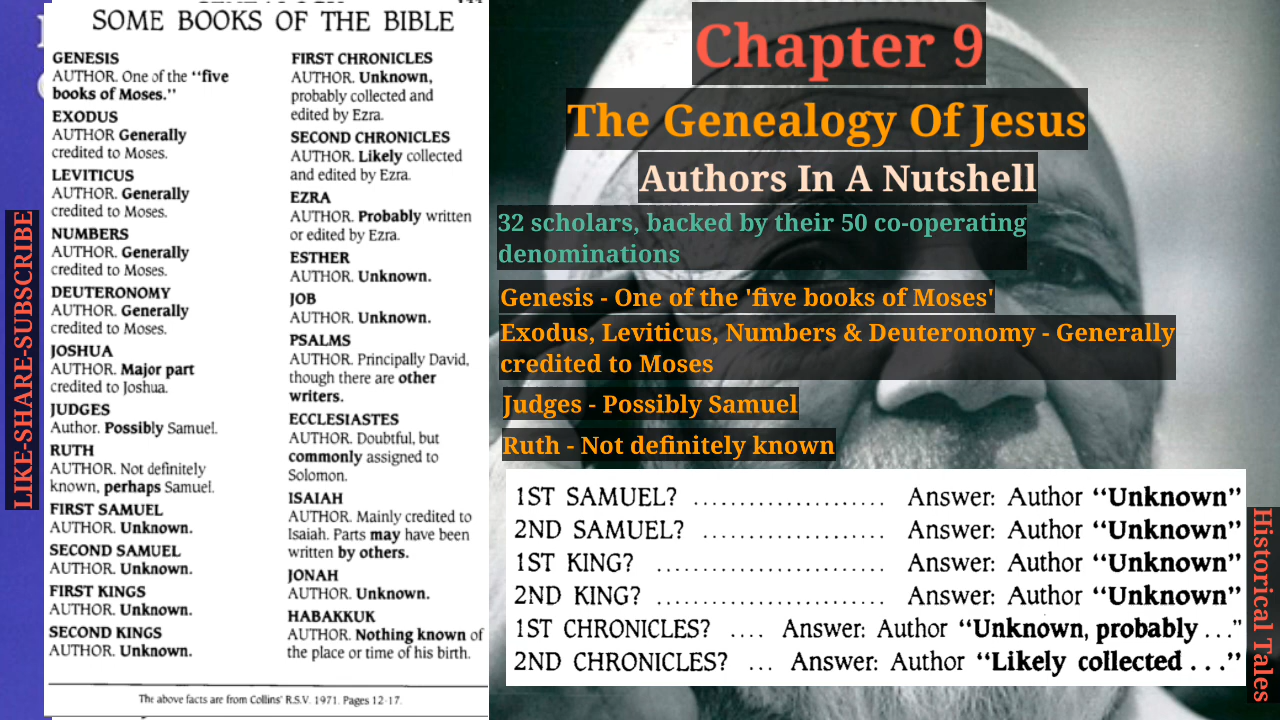 SOME BOOKS OF THE BIBLE
GENESIS
AUTHOR. One of the “five
books of Moses.”
EXODUS
AUTHOR Generally
credited to Moses.
LEVITICUS
AUTHOR. Generally
credited to Moses.
NUMBERS
AUTHOR. Generally
credited to Moses.
DEUTERONOMY
AUTHOR. Generally
credited to Moses.
JOSHUA
AUTHOR. Major part
credited to Joshua.
JUDGES
Author. Possibly Samuel.
RUTH
AUTHOR. Not definitely
known, perhaps Samuel.
FIRST SAMUEL
AUTHOR. Unknown.
SECOND SAMUEL
AUTHOR. Unknown.
FIRST KINGS
AUTHOR. Unknown.
SECOND KINGS
AUTHOR. Unknown.
FIRST CHRONICLES
AUTHOR. Unknown,
probably collected and
edited by Ezra.
SECOND CHRONICLES
AUTHOR. Likely collected
and edited by Ezra.
EZRA
AUTHOR. Probably written
or edited by Ezra.
ESTHER
AUTHOR. Unknown.
JOB
AUTHOR. Unknown.
PSALMS
AUTHOR. Principally David,
though there are other
writers.
ECCLESIASTES
AUTHOR. Doubtful, but
commonly assigned to
Solomon.
ISAIAH
AUTHOR. Mainly credited to
Isaiah. Parts may have been
written by others.
JONAH
AUTHOR. Unknown.
HABAKKUK
AUTHOR. Nothing known of
the place or time of his birth.
The above facts are from Collins' R.S.V. 1971. Pages 12-17.
LIKE-SHARE-SUBSCRIBE
Chapter 9
The Genealogy Of Jesus
Authors In A Nutshell
32 scholars, backed by their 50 co-operating
denominations
Genesis - One of the 'five books of Moses'
Exodus, Leviticus, Numbers & Deuteronomy - Generally
credited to Moses
Judges - Possibly Samuel
Ruth - Not definitely known
1ST SAMUEL? ..................... Answer: Author “Unknown”
2ND SAMUEL? .................... Answer: Author “Unknown”
1ST KING? ......................... Answer: Author “Unknown”
2ND KING? ......................... Answer: Author “Unknown”
1ST CHRONICLES? .... Answer: Author “Unknown, probably ...”
2ND CHRONICLES? ... Answer: Author “Likely collected ...”
Historical Tales